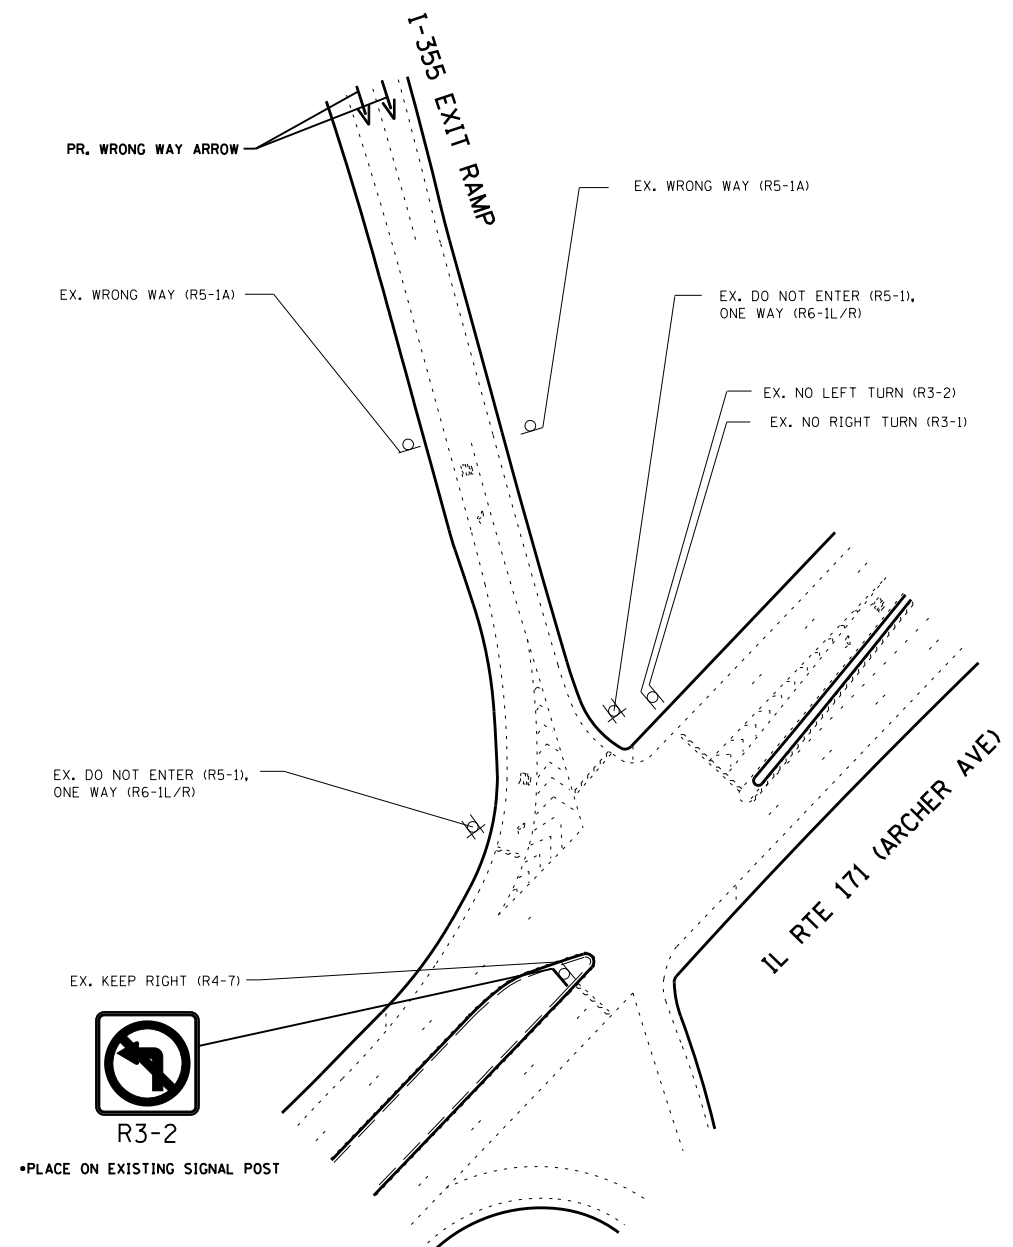 I-355 EXIT RAMP
PR. WRONG WAY ARROW
EX. WRONG WAY (R5-1A)
EX. WRONG WAY (R5-1A)
EX. DO NOT ENTER (R5-1),
ONE WAY (R6-1L/R)
EX. NO LEFT TURN (R3-2)
EX. NO RIGHT TURN (R3-1)
EX. DO NOT ENTER (R5-1),
ONE WAY (R6-1L/R)
IL RTE 171 (ARCHER AVE)
EX. KEEP RIGHT (R4-7)
R3-2
*PLACE ON EXISTING SIGNAL POST